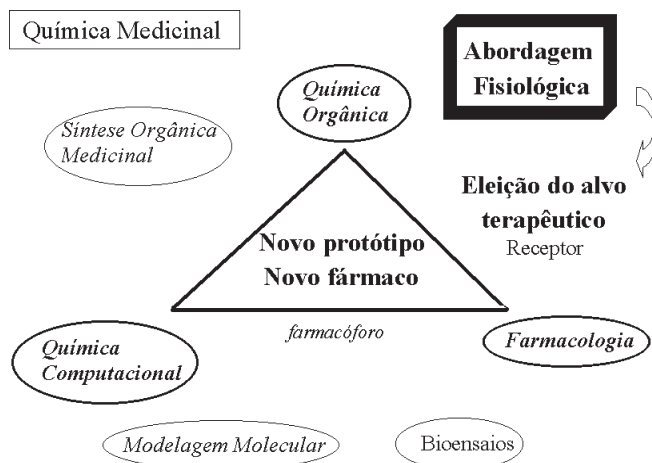 Química Medicinal
Abordagem
Fisiológica
Química
Orgânica
Síntese Orgânica
Medicinal
Eleição do alvo
terapêutico
Receptor
Novo protótipo
Novo fármaco
farmacóforo
Química
Computacional
Farmacologia
Modelagem Molecular
Bioensaios